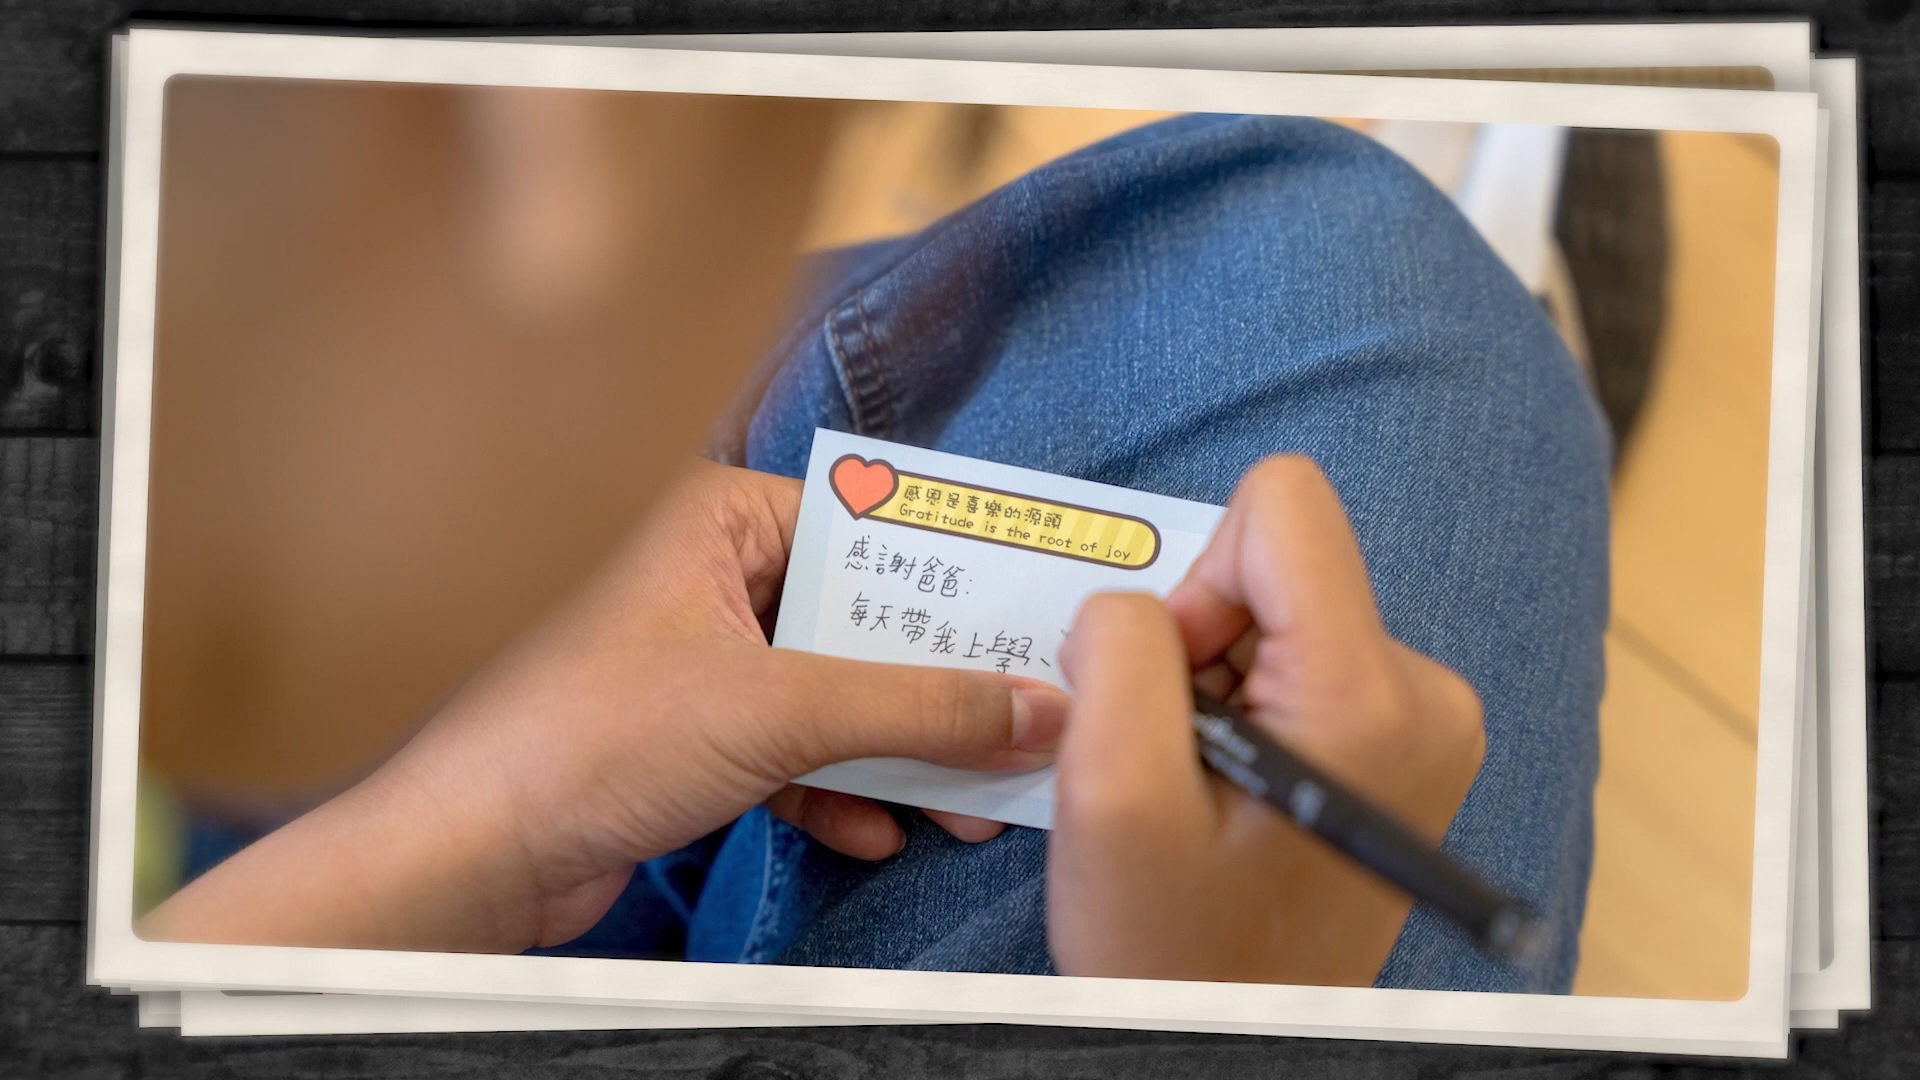 感恩是喜樂的源頭
Gratitude is the root of joy
感謝爸爸:
每天帶我上學、